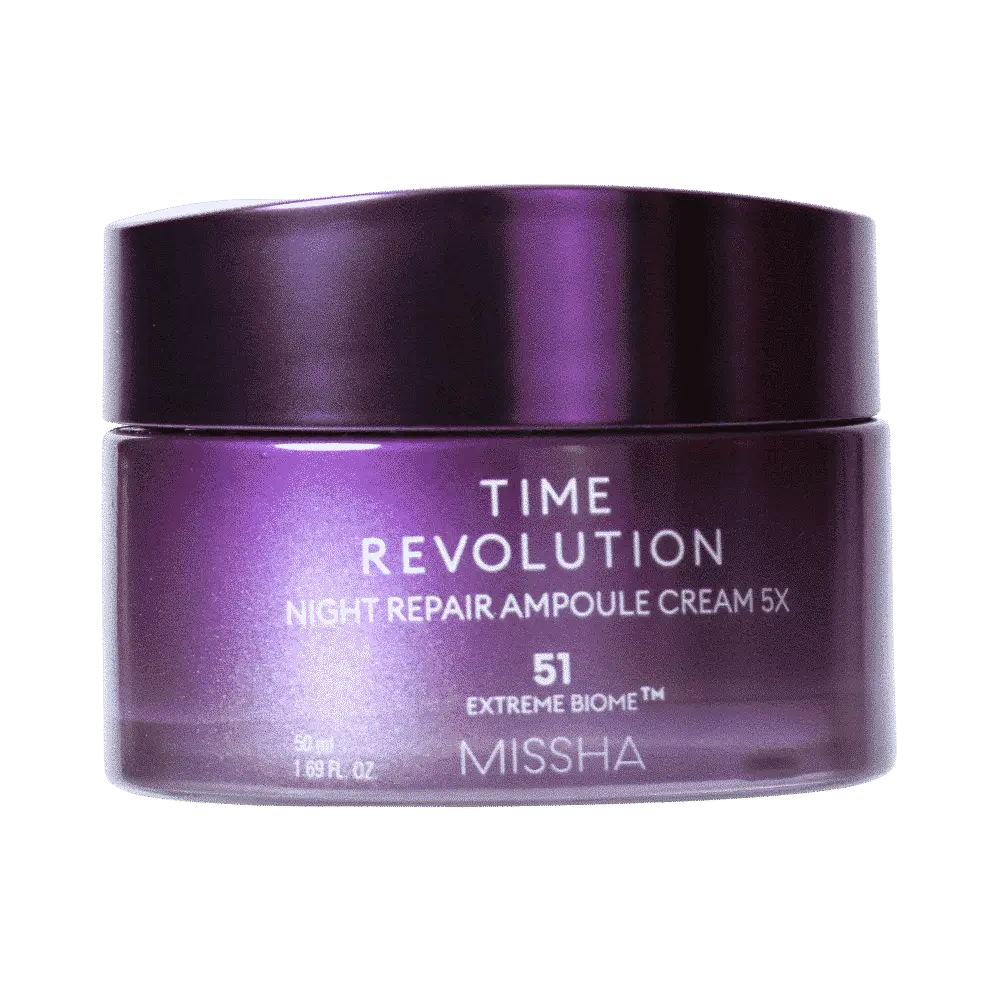 TIME
REVOLUTION
NIGHT REPAIR AMPOULE CREAM 5X
51
EXTREME BIOME™
50 ml
1.69 FL. OZ.
MISSHA